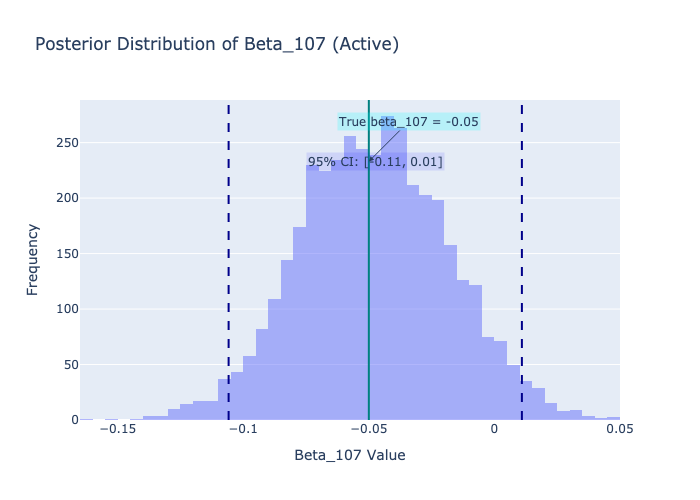 Posterior Distribution of Beta_107 (Active)
True beta_107 = -0.05
95% CI: [-0.11, 0.01]
250
200
150
100
50
0
Frequency
−0.15
−0.1
−0.05
0
0.05
Beta_107 Value